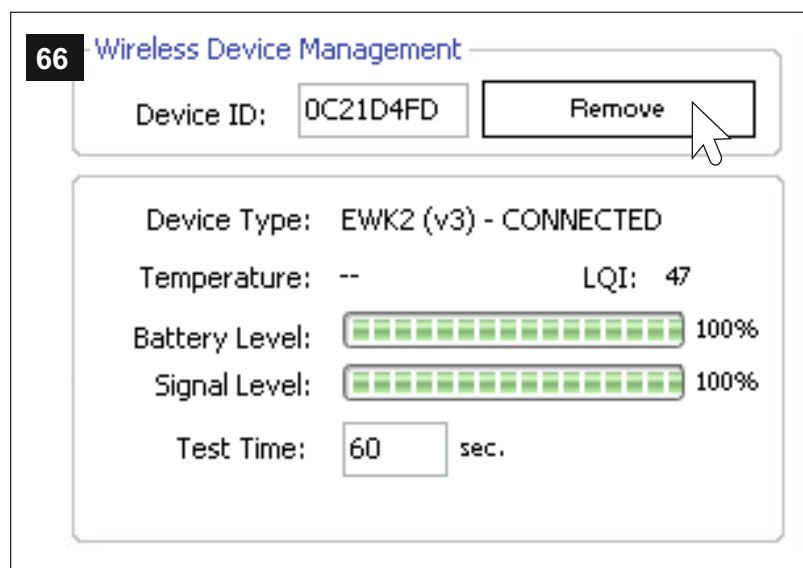 66 Wireless Device Management
Device ID: 0C21D4FD Remove
Device Type: EWK2 (v3) - CONNECTED
Temperature: -- LQI: 47
Battery Level: 100%
Signal Level: 100%
Test Time: 60 sec.